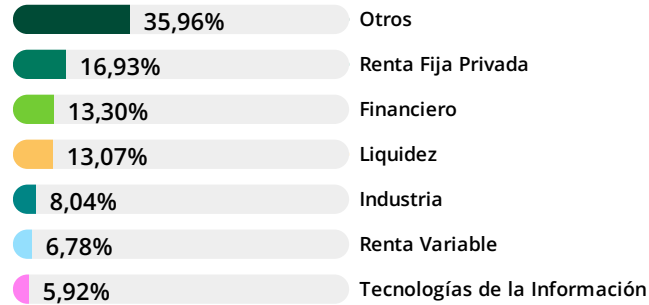 35,96% Otros
16,93% Renta Fija Privada
13,30% Financiero
13,07% Liquidez
8,04% Industria
6,78% Renta Variable
5,92% Tecnologías de la Información